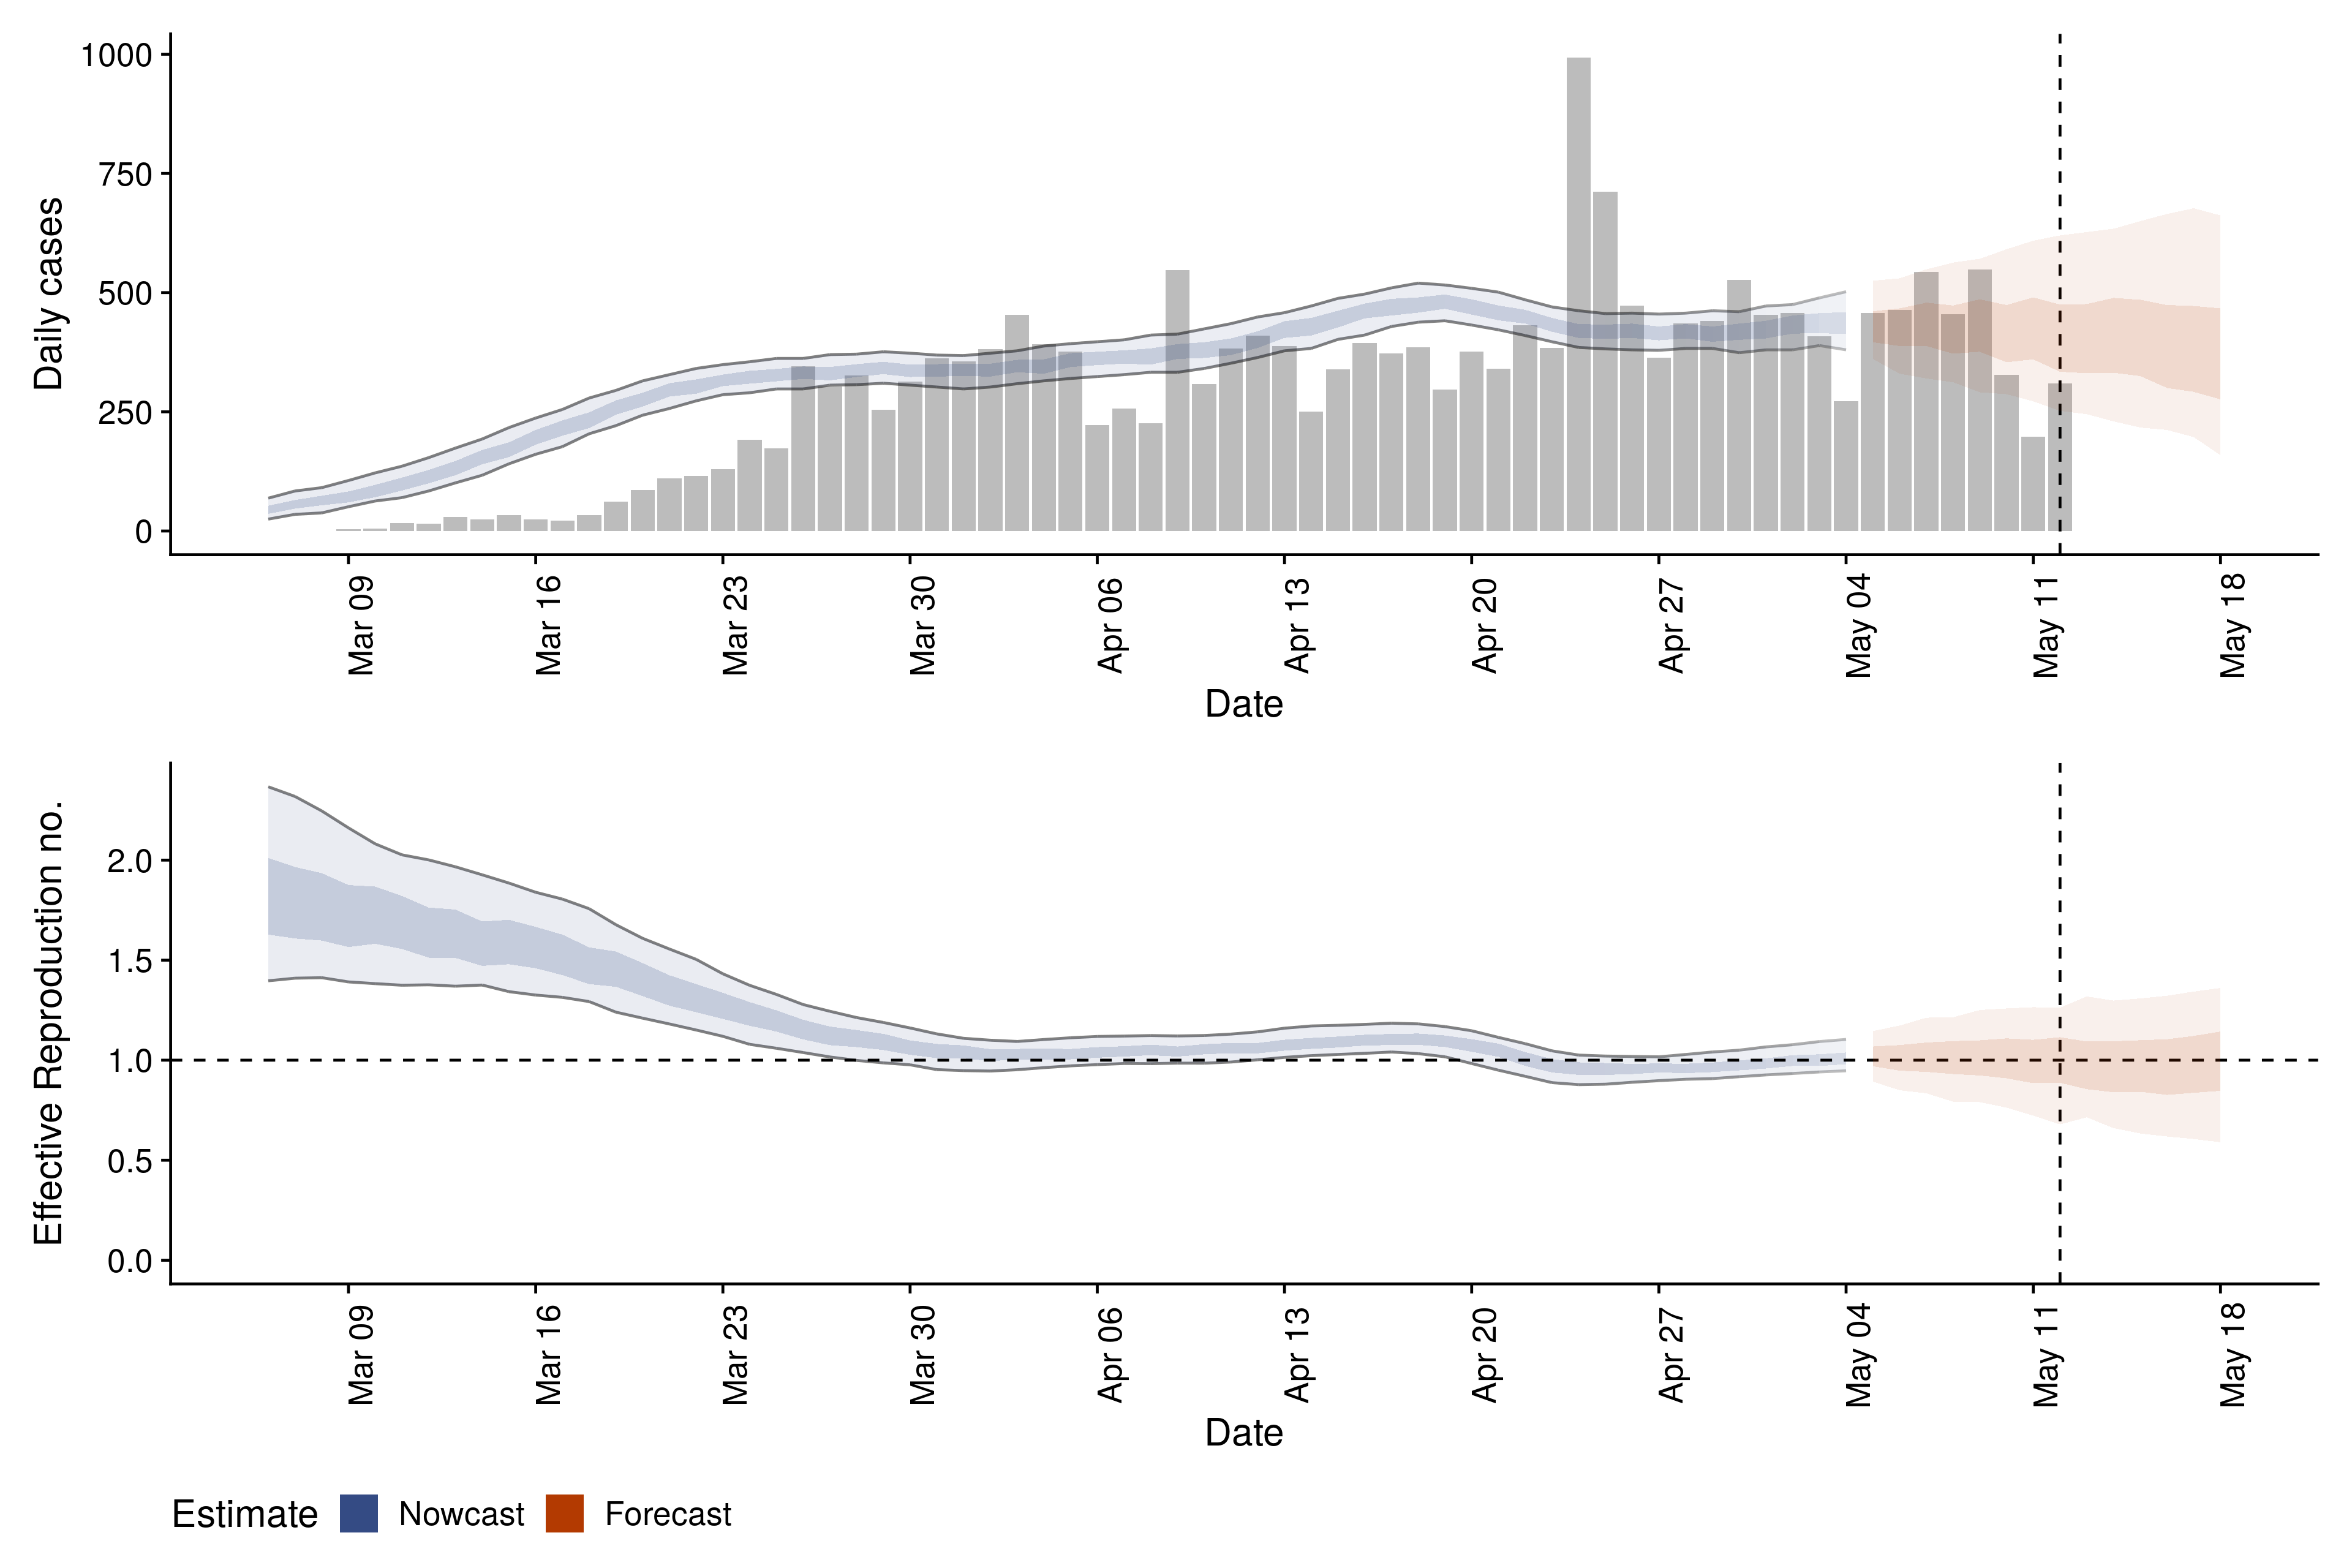 Daily cases
1000
750
500
250
0
Mar 09
Mar 16
Mar 23
Mar 30
Apr 06
Apr 13
Apr 20
Apr 27
May 04
May 11
May 18
Date
Effective Reproduction no.
2.0
1.5
1.0
0.5
0.0
Mar 09
Mar 16
Mar 23
Mar 30
Apr 06
Apr 13
Apr 20
Apr 27
May 04
May 11
May 18
Date
Estimate Nowcast Forecast